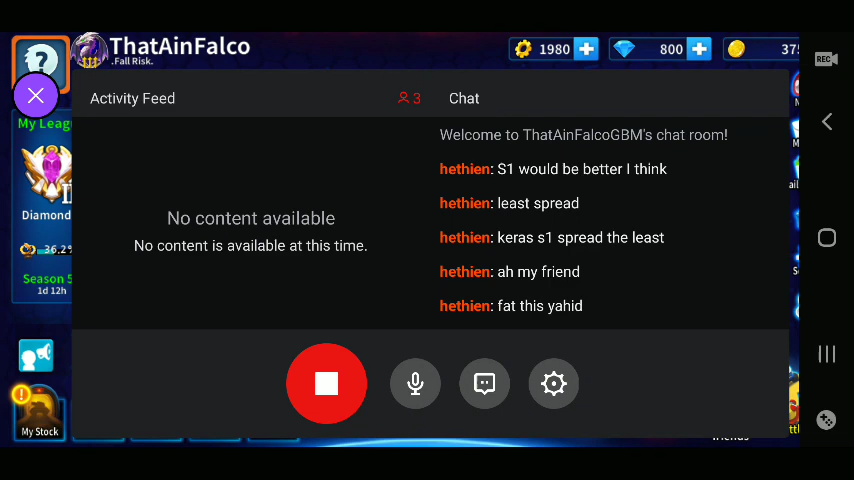 ThatAinFalco
.Fall Risk.
1980
800
375
REC
Activity Feed
3
Chat
My Leag
Welcome to ThatAinFalcoGBM's chat room!
hethien: S1 would be better I think
hethien: least spread
No content available
No content is available at this time.
hethien: keras s1 spread the least
hethien: ah my friend
hethien: fat this yahid
Diamond
36.2%
Season 5
1d 12h
My Stock
friends